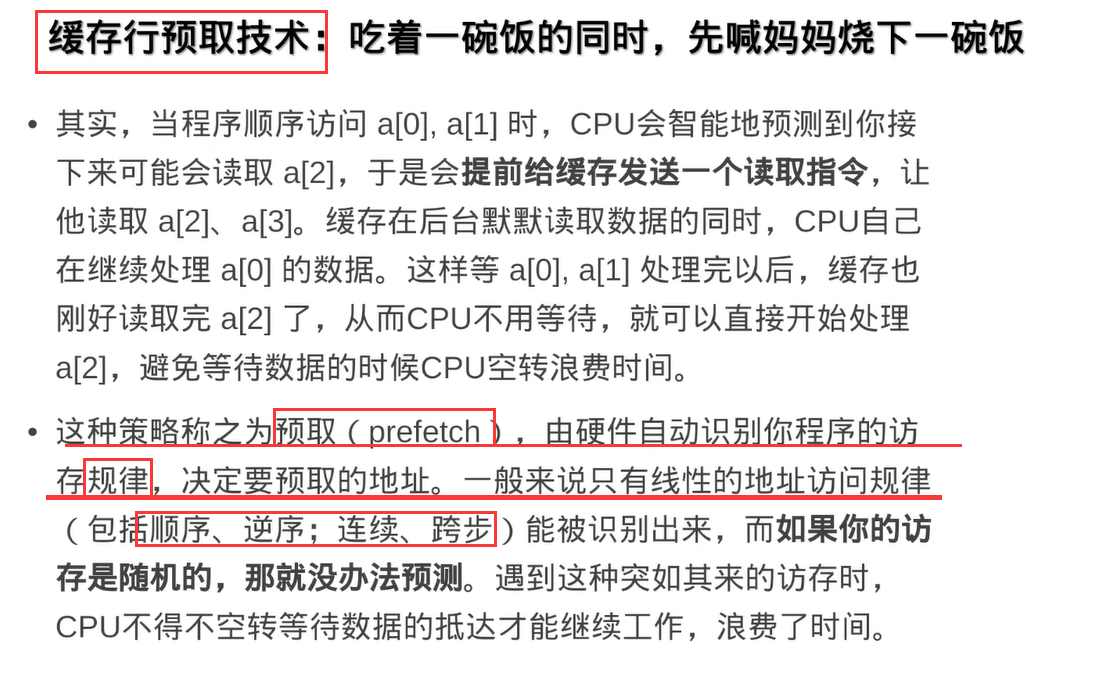 缓存行预取技术：吃着一碗饭的同时，先喊妈妈烧下一碗饭
• 其实，当程序顺序访问 a[0], a[1] 时，CPU会智能地预测到你接
下来可能会读取 a[2]，于是会提前给缓存发送一个读取指令，让
他读取 a[2]、a[3]。缓存在后台默默读取数据的同时，CPU自己
在继续处理 a[0] 的数据。这样等 a[0], a[1] 处理完以后，缓存也
刚好读取完 a[2] 了，从而CPU不用等待，就可以直接开始处理
a[2]，避免等待数据的时候CPU空转浪费时间。
• 这种策略称之为预取（prefetch），由硬件自动识别你程序的访
存规律，决定要预取的地址。一般来说只有线性的地址访问规律
（包括顺序、逆序；连续、跨步）能被识别出来，而如果你的访
存是随机的，那就没办法预测。遇到这种突如其来的访存时，
CPU不得不空转等待数据的抵达才能继续工作，浪费了时间。